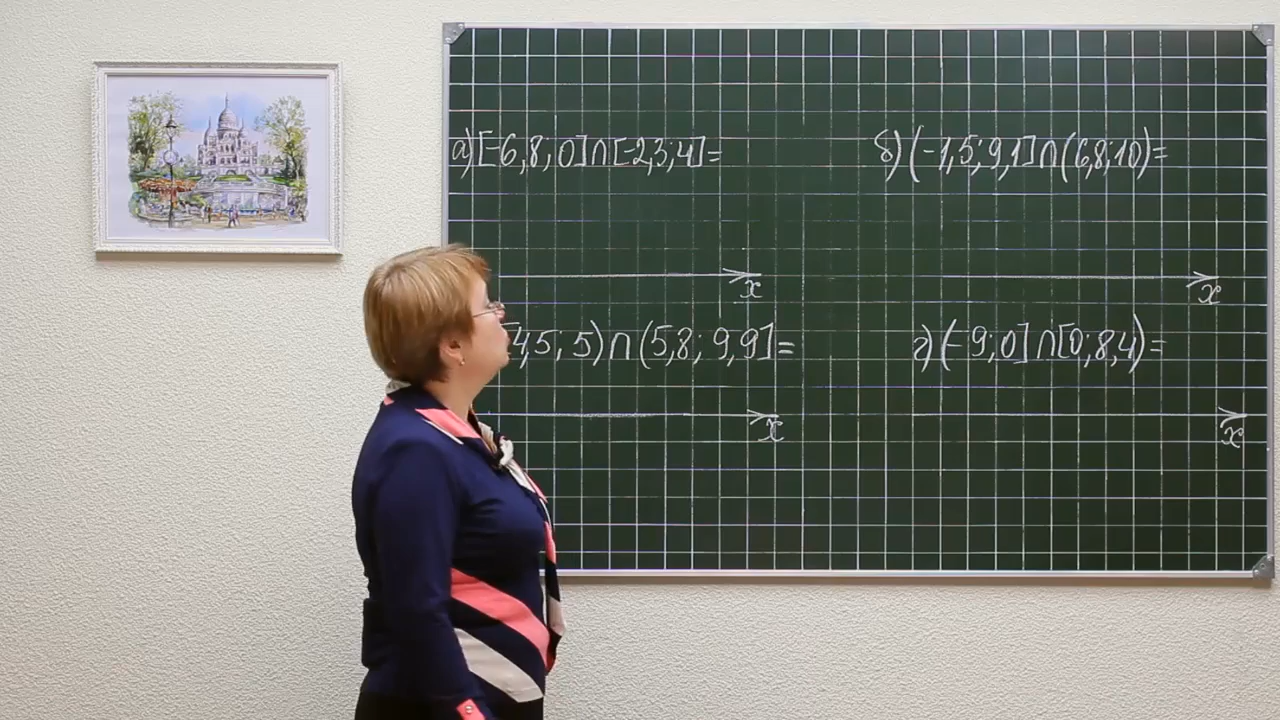 а) [-6,8; 0] ∩ [-2,3; 4] =
б) (-1,5; 9,1] ∩ (6,8; 10) =
x
x
4,5; 5) ∩ (5,8; 9,9] =
г) (-9; 0] ∩ [0; 8,4) =
x
x